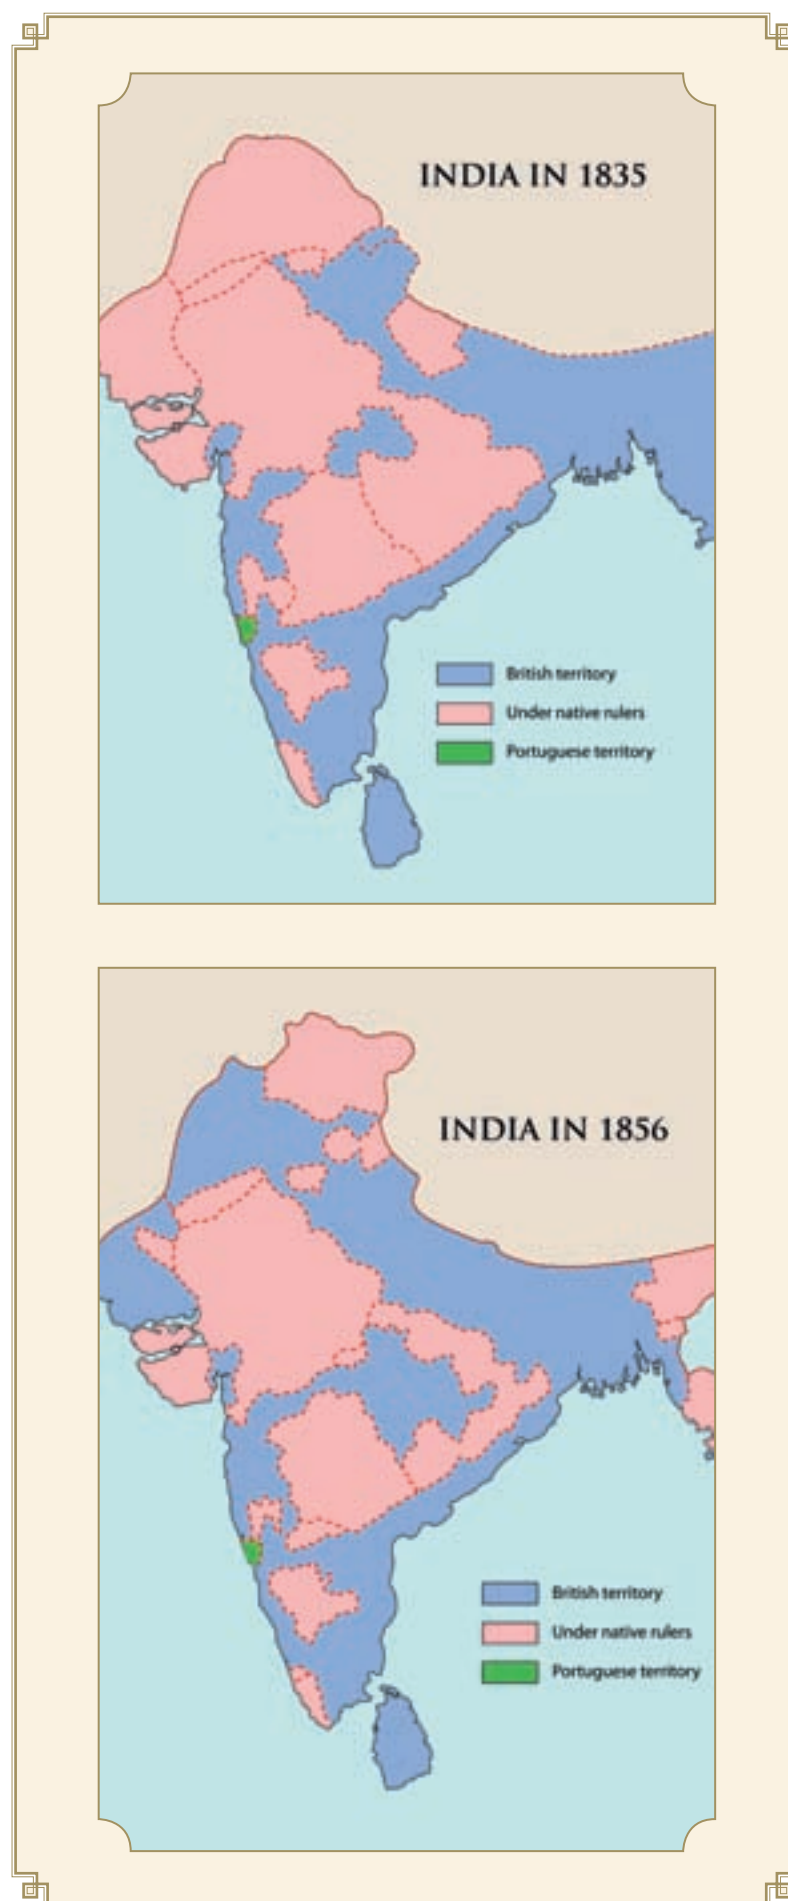 INDIA IN 1835
British territory
Under native rulers
Portuguese territory
INDIA IN 1856
British territory
Under native rulers
Portuguese territory